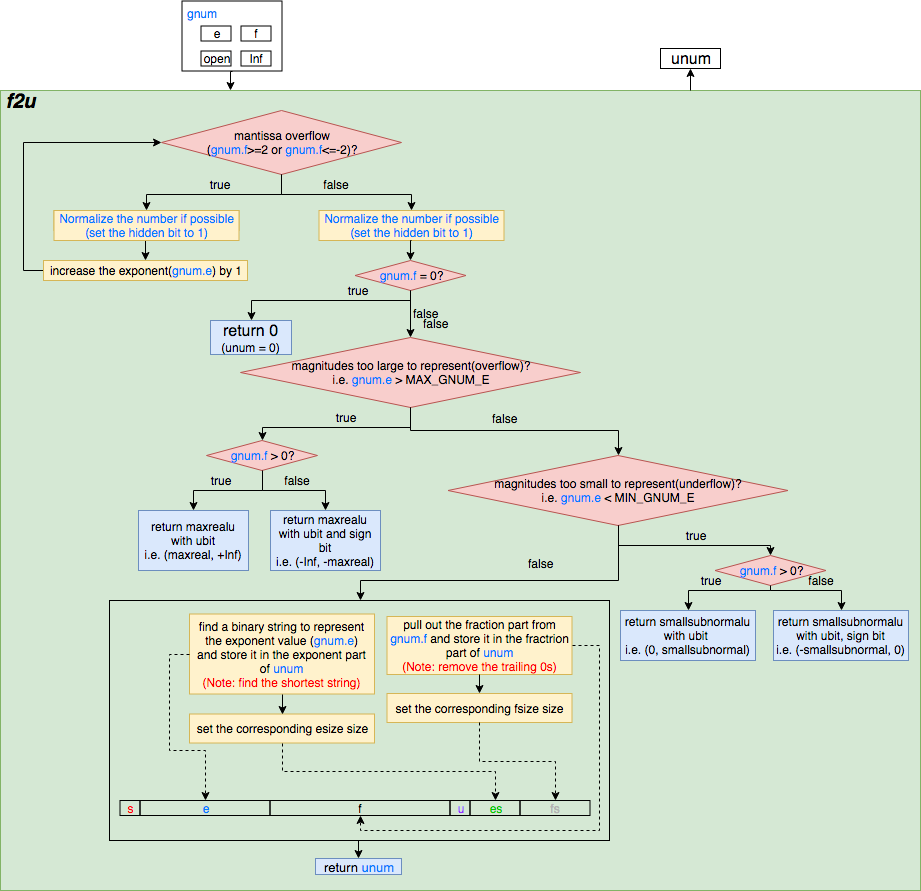 gnum
e f
open Inf
unum
f2u
mantissa overflow
(gnum.f>=2 or gnum.f<=-2)?
true false
Normalize the number if possible
(set the hidden bit to 1)
Normalize the number if possible
(set the hidden bit to 1)
increase the exponent(gnum.e) by 1
gnum.f = 0?
true
false
false
return 0
(unum = 0)
magnitudes too large to represent(overflow)?
i.e. gnum.e > MAX_GNUM_E
true false
gnum.f > 0?
true false
return maxrealu
with ubit
i.e. (maxreal, +Inf)
return maxrealu
with ubit and sign
bit
i.e. (-Inf, -maxreal)
magnitudes too small to represent(underflow)?
i.e. gnum.e < MIN_GNUM_E
true
false
gnum.f > 0?
true false
return smallsubnormalu
with ubit
i.e. (0, smallsubnormal)
return smallsubnormalu
with ubit, sign bit
i.e. (-smallsubnormal, 0)
find a binary string to represent
the exponent value (gnum.e)
and store it in the exponent part
of unum
(Note: find the shortest string)
set the corresponding esize size
pull out the fraction part from
gnum.f and store it in the fractrion
part of unum
(Note: remove the trailing 0s)
set the corresponding fsize size
s e f u es fs
return unum